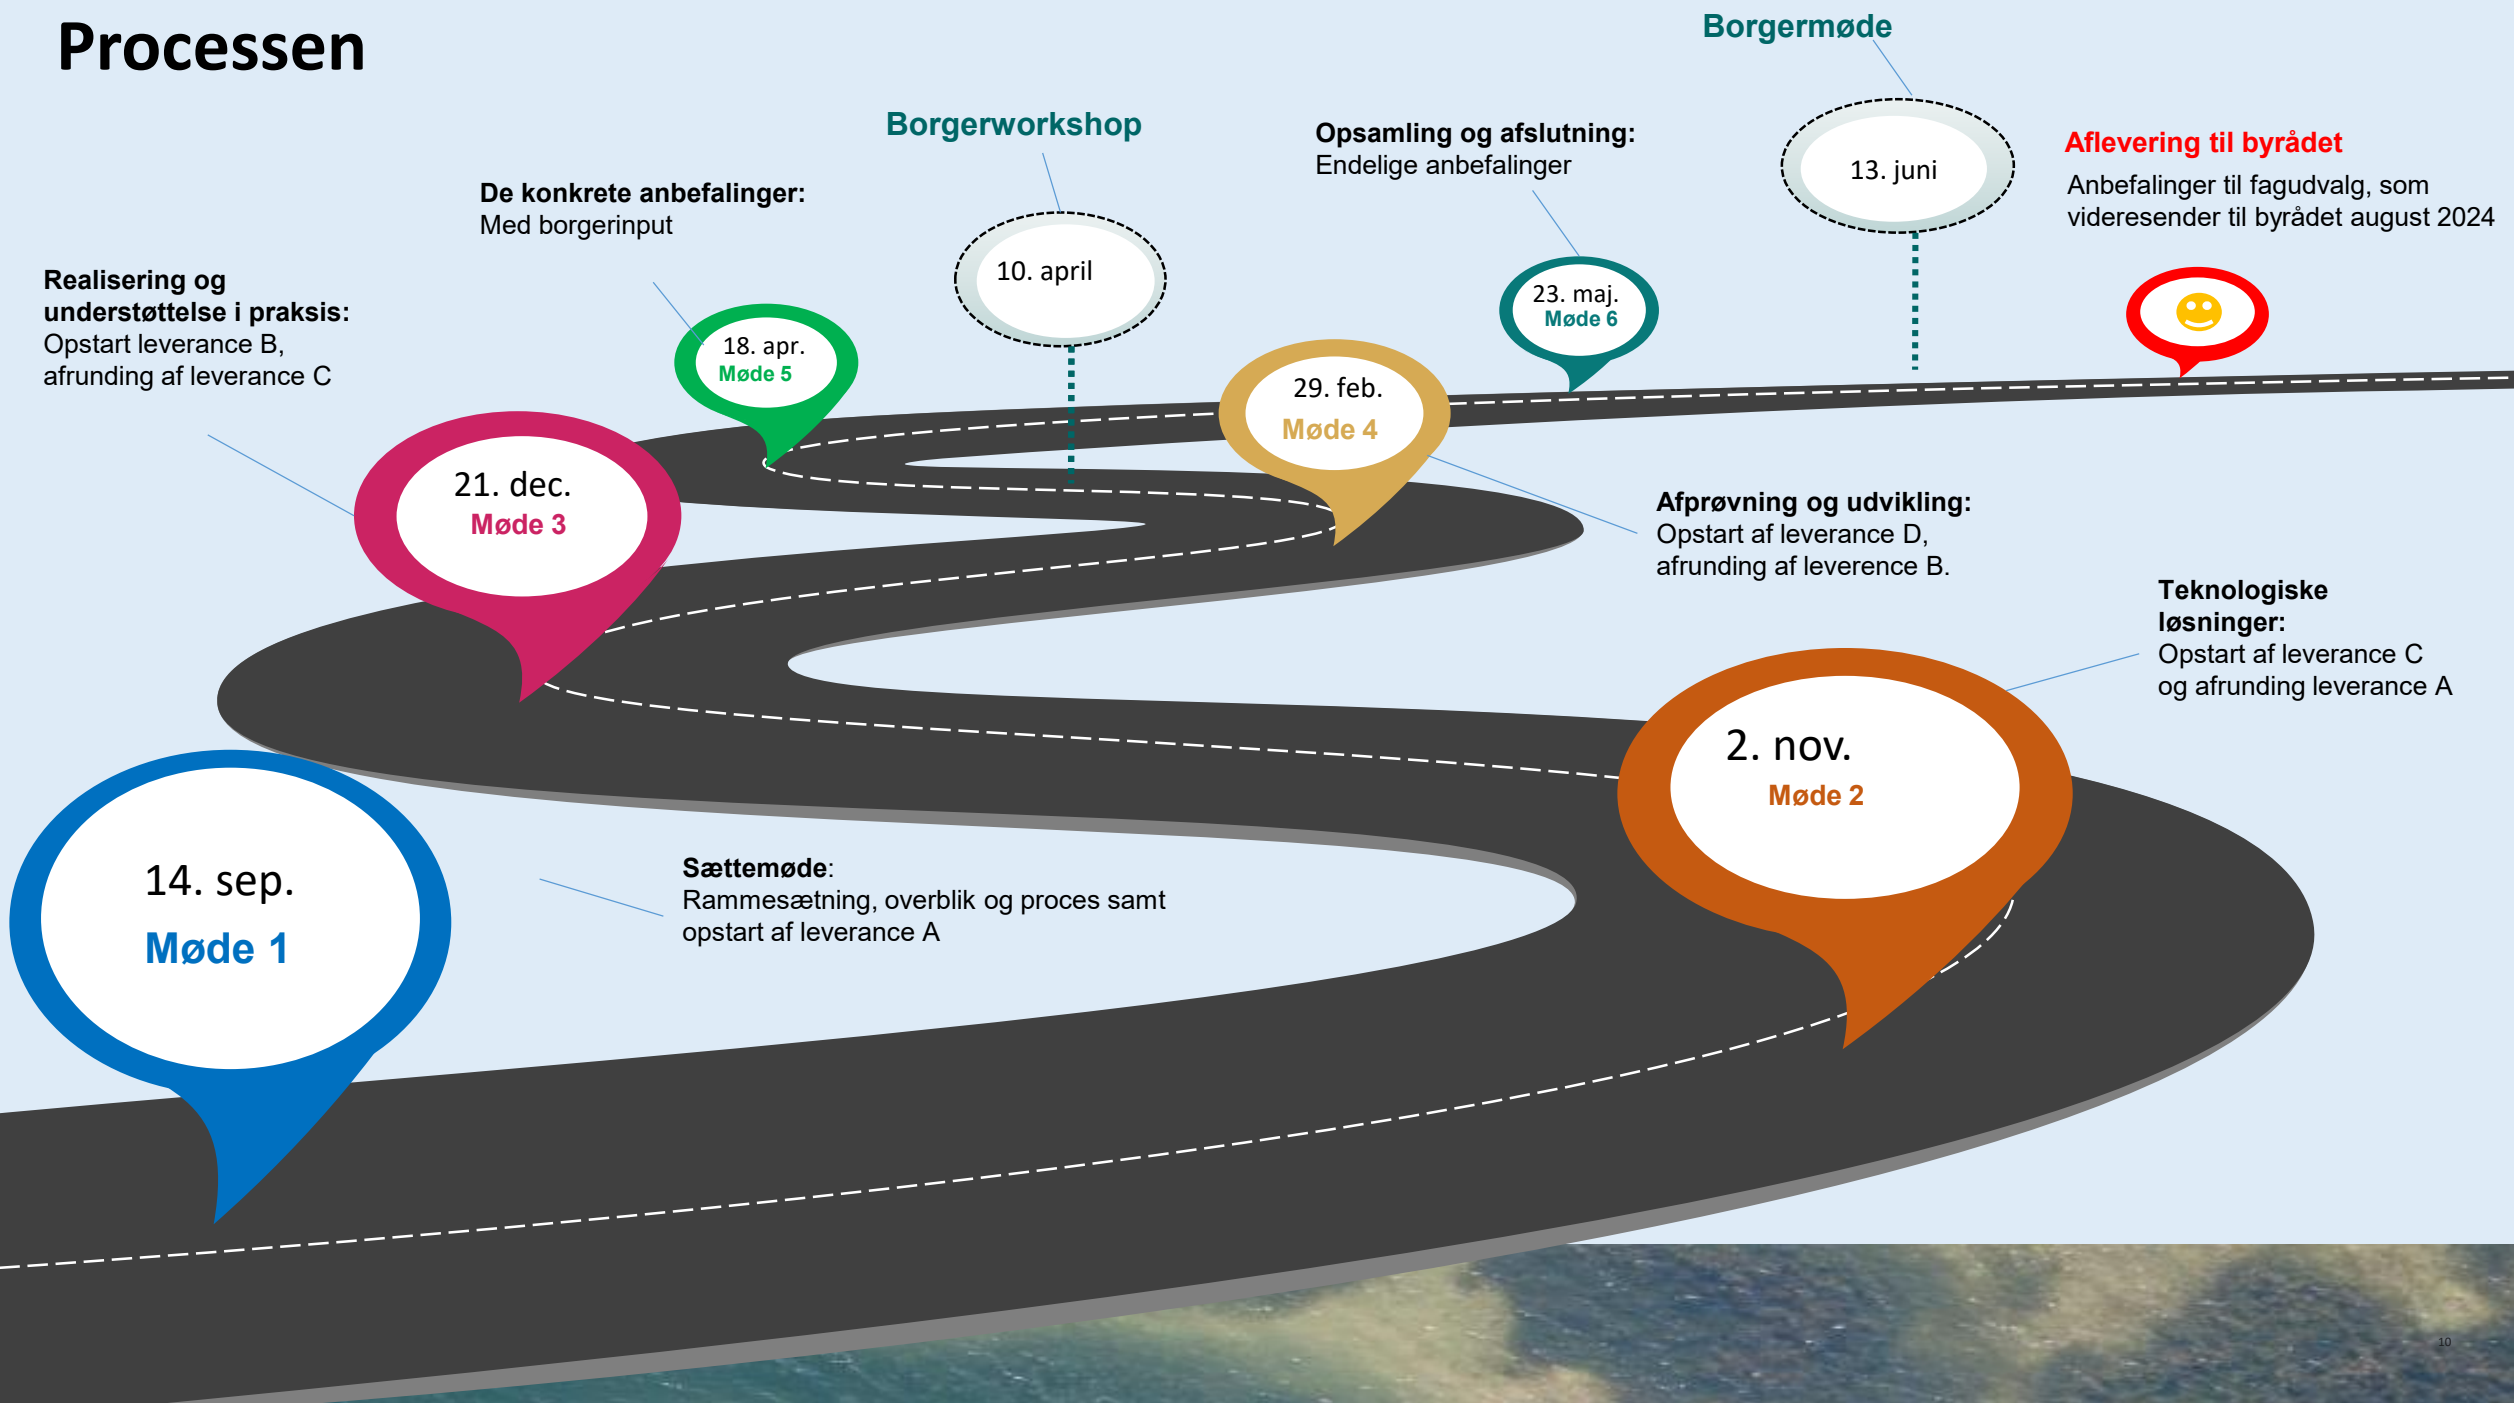 Processen
Borgermøde
Borgerworkshop
Opsamling og afslutning:
Endelige anbefalinger
13. juni
Aflevering til byrådet
Anbefalinger til fagudvalg, som
videresender til byrådet august 2024
De konkrete anbefalinger:
Med borgerinput
10. april
Realisering og
understøttelse i praksis:
Opstart leverance B,
afrunding af leverance C
18. apr.
Møde 5
23. maj.
Møde 6
29. feb.
Møde 4
21. dec.
Møde 3
Afprøvning og udvikling:
Opstart af leverance D,
afrunding af leverence B.
Teknologiske
løsninger:
Opstart af leverance C
og afrunding leverance A
2. nov.
Møde 2
14. sep.
Møde 1
Sættemøde:
Rammesætning, overblik og proces samt
opstart af leverance A
10